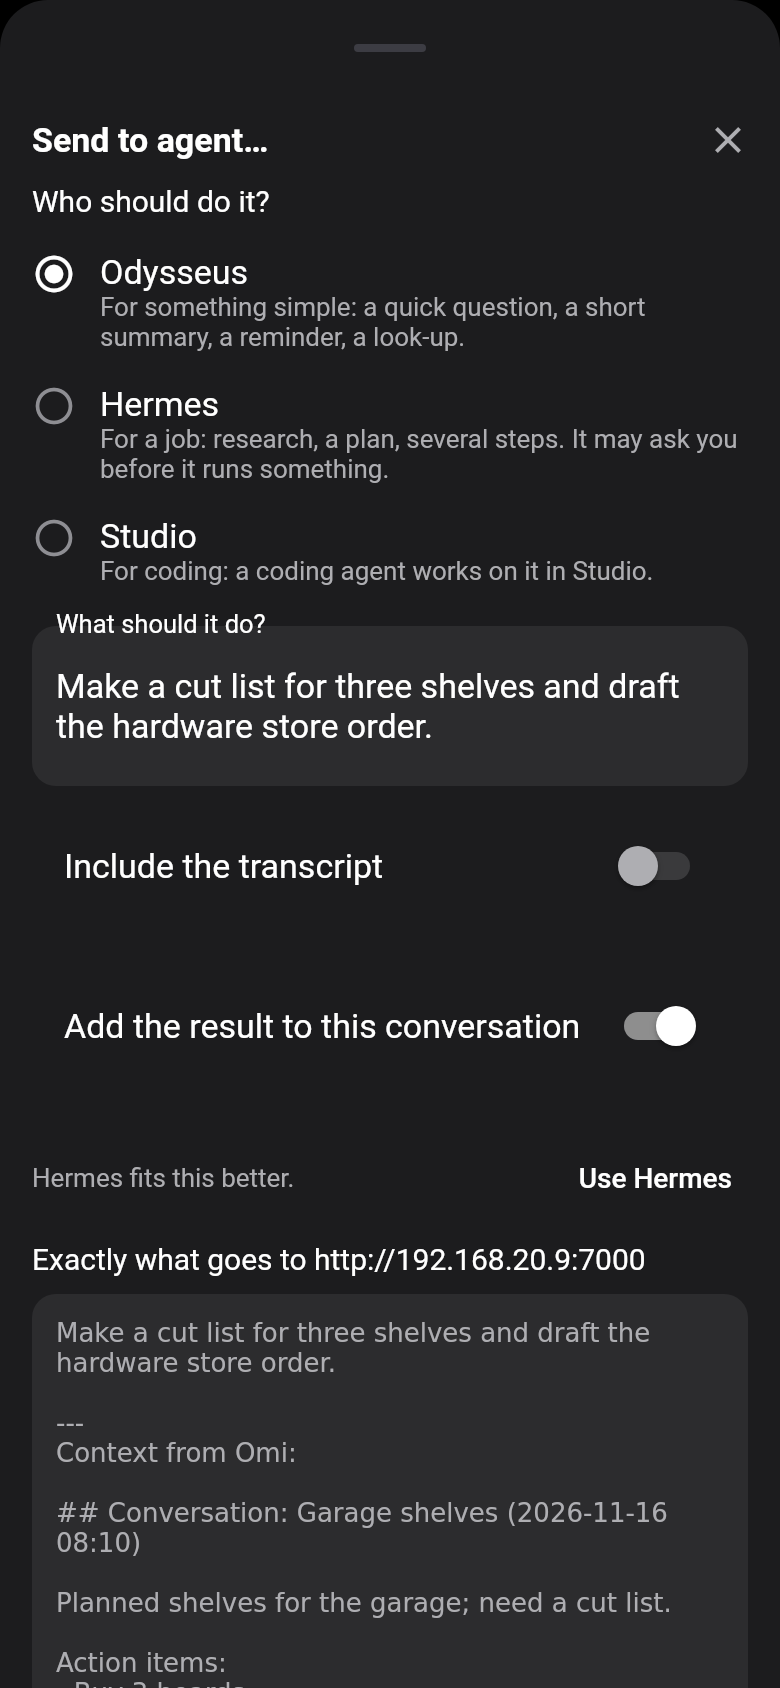 Send to agent…
Who should do it?
Odysseus
For something simple: a quick question, a short
summary, a reminder, a look-up.
Hermes
For a job: research, a plan, several steps. It may ask you
before it runs something.
Studio
For coding: a coding agent works on it in Studio.
What should it do?
Make a cut list for three shelves and draft
the hardware store order.
Include the transcript
Add the result to this conversation
Hermes fits this better.
Use Hermes
Exactly what goes to http://192.168.20.9:7000
Make a cut list for three shelves and draft the
hardware store order.
---
Context from Omi:
## Conversation: Garage shelves (2026-11-16
08:10)
Planned shelves for the garage; need a cut list.
Action items: